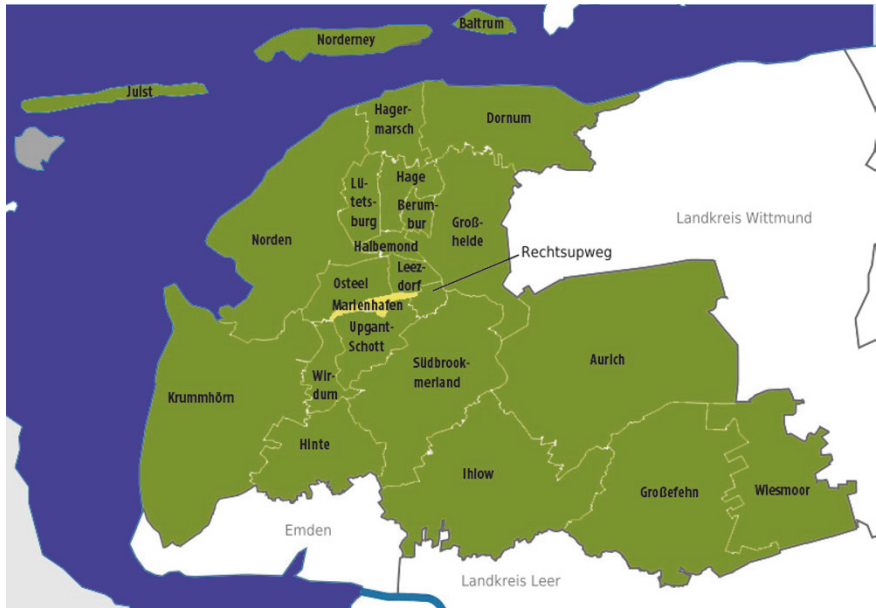 Baltrum
Norderney
Juist
Hager-
marsch
Dornum
Hage
Lü-
tets-
burg
Berum-
bur
Groß-
heide
Landkreis Wittmund
Norden
Halbemond
Rechtsupweg
Leez-
dorf
Osteel
Marienhafen
Upgant-
Schott
Südbrook-
merland
Aurich
Wir-
dum
Krummhörn
Hinte
Ihlow
Großefehn
Wiesmoor
Emden
Landkreis Leer